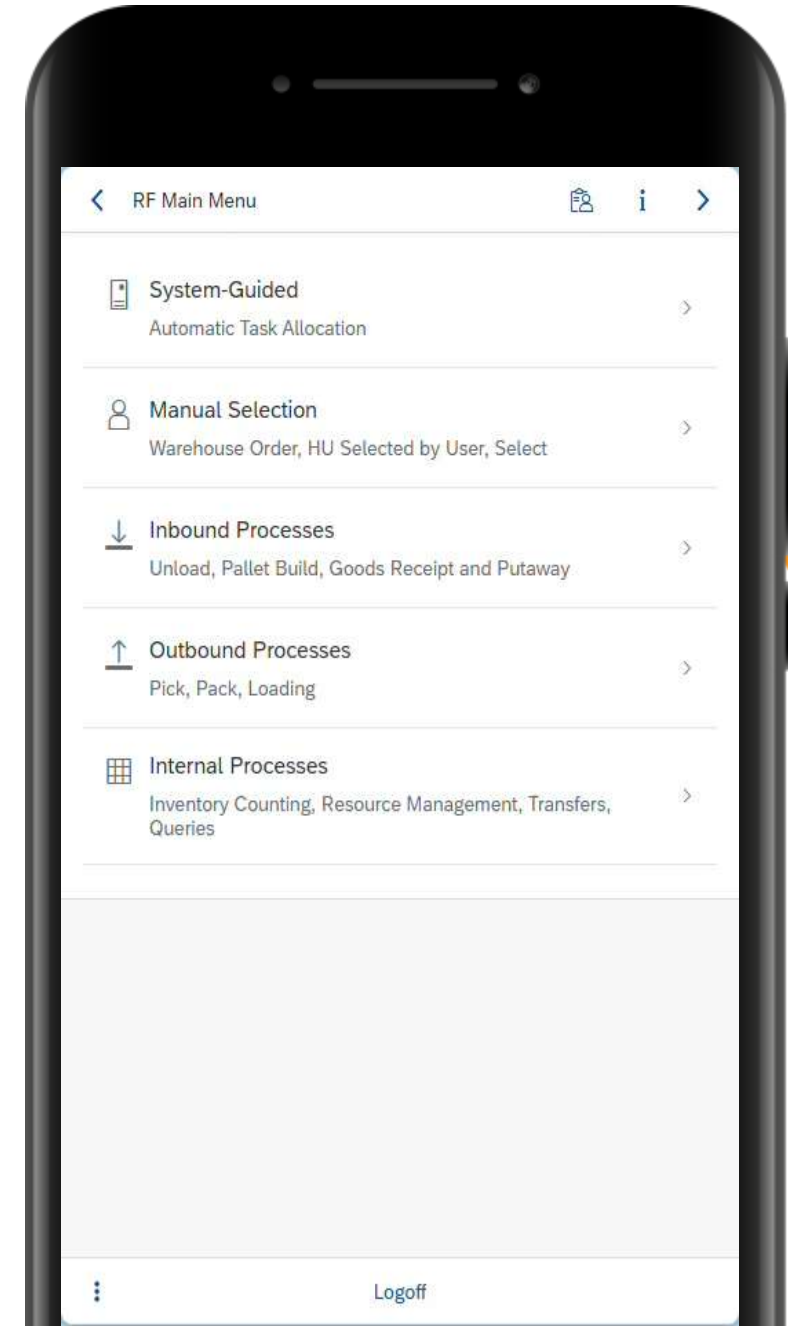 RF Main Menu
System-Guided
Automatic Task Allocation
Manual Selection
Warehouse Order, HU Selected by User, Select
Inbound Processes
Unload, Pallet Build, Goods Receipt and Putaway
Outbound Processes
Pick, Pack, Loading
Internal Processes
Inventory Counting, Resource Management, Transfers,
Queries
Logoff